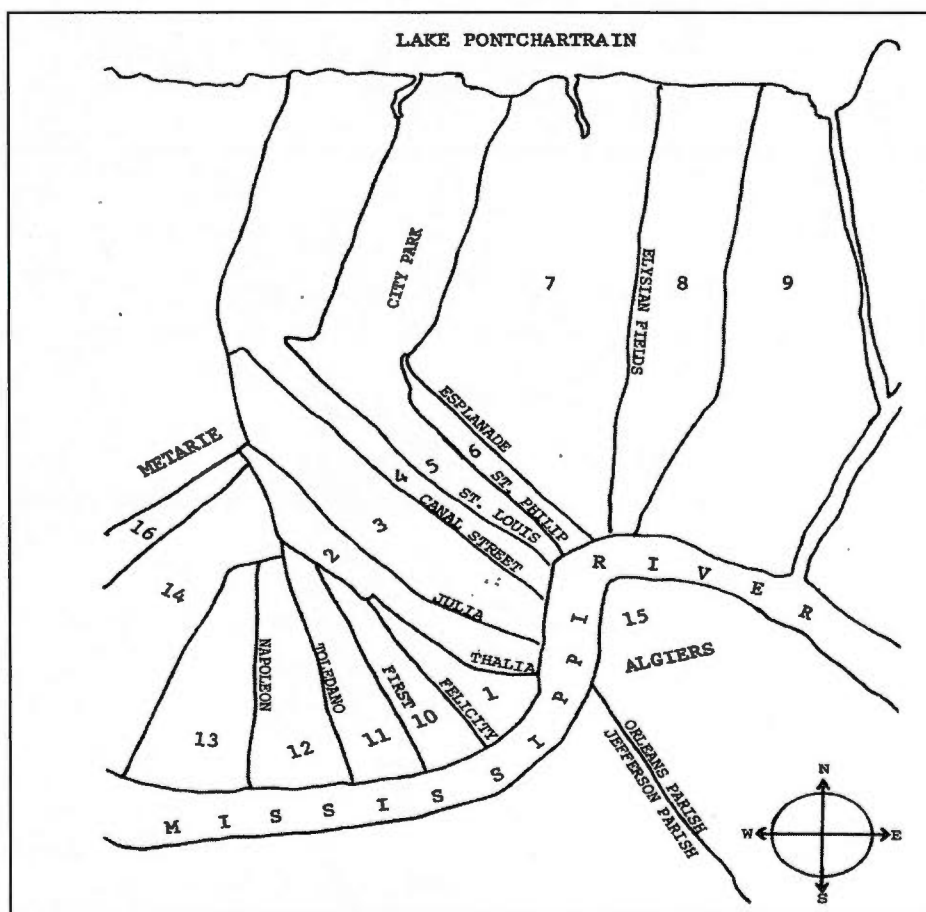 LAKE PONTCHARTRAIN
CITY PARK
7
ELYSIAN FIELDS
8
9
METARIE
16
14
ESPLANADE
6
ST. PHILIP
5
ST. LOUIS
4
CANAL STREET
3
2
JULIA
THALIA
1
FELICITY
10
FIRST
11
TOLEDANO
12
NAPOLEON
13
15
ALGIERS
MISSISSIPPI RIVER
ORLEANS PARISH
JEFFERSON PARISH
N
W E
S